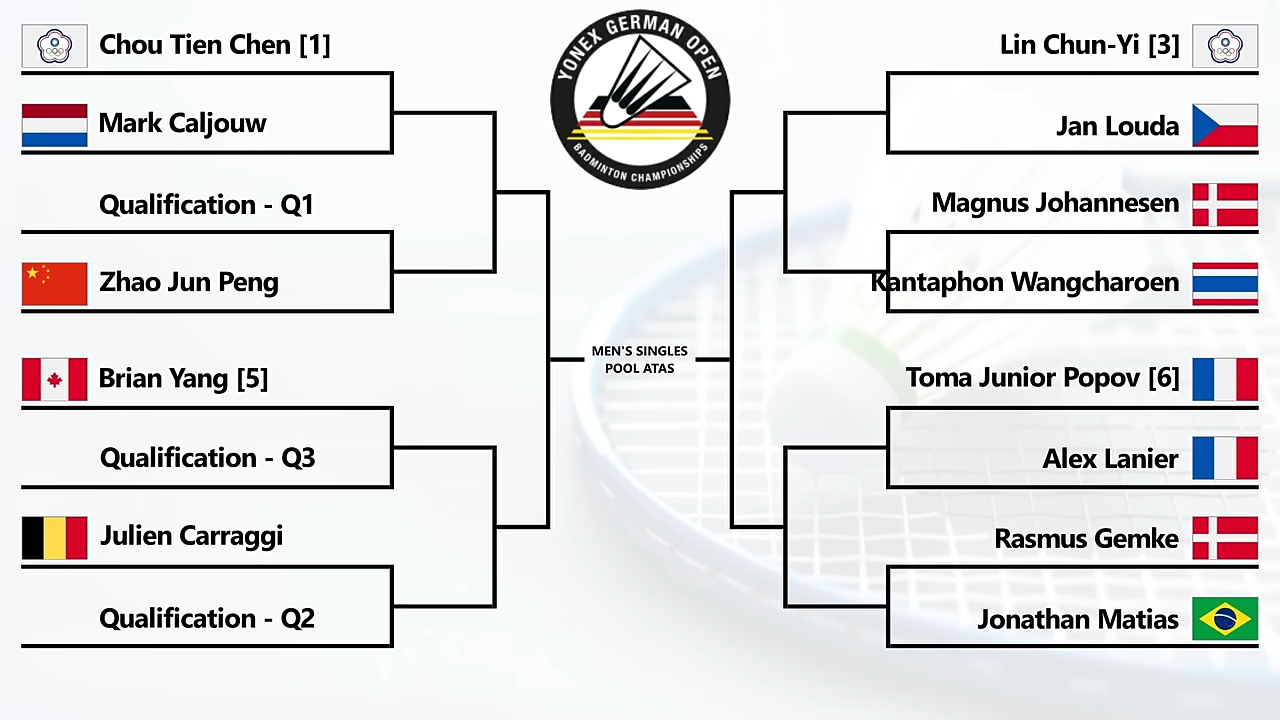 Chou Tien Chen [1]
Mark Caljouw
Qualification - Q1
Zhao Jun Peng
Brian Yang [5]
Qualification - Q3
Julien Carraggi
Qualification - Q2
YONEX GERMAN OPEN
BADMINTON CHAMPIONSHIPS
MEN'S SINGLES
POOL ATAS
Lin Chun-Yi [3]
Jan Louda
Magnus Johannesen
Kantaphon Wangcharoen
Toma Junior Popov [6]
Alex Lanier
Rasmus Gemke
Jonathan Matias